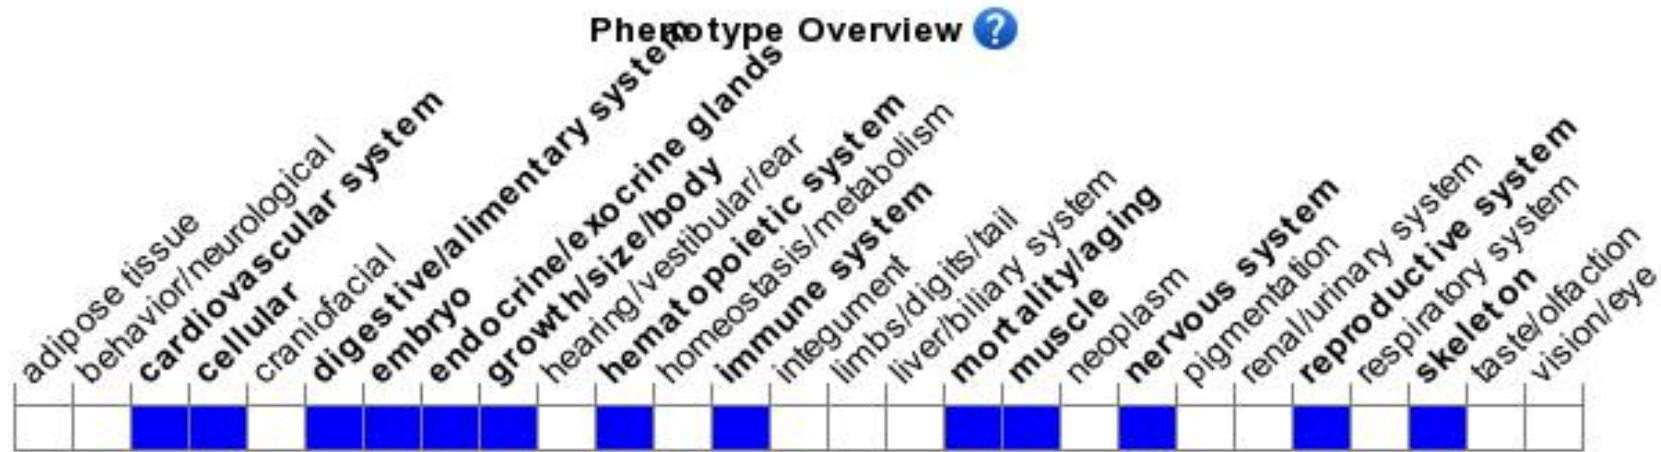 Phenotype Overview ?
adipose tissue
behavior/neurological
cardiovascular system
cellular
craniofacial
digestive/alimentary system
embryo
endocrine/exocrine glands
growth/size/body
hearing/vestibular/ear
hematopoietic system
homeostasis/metabolism
immune system
integument
limbs/digits/tail
liver/biliary system
mortality/aging
muscle
neoplasm
nervous system
pigmentation
renal/urinary system
reproductive system
respiratory system
skeleton
taste/olfaction
vision/eye